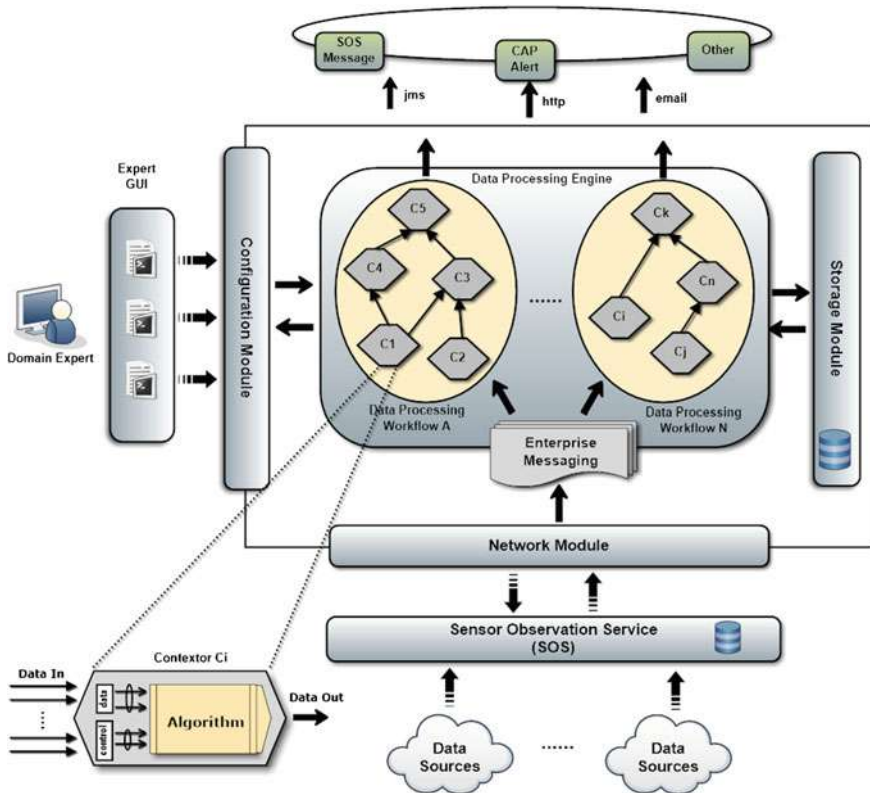 SOS
Message
CAP
Alert
Other
jms
http
email
Expert
GUI
Data Processing Engine
Configuration Module
Storage Module
C5
C4
C3
C1
C2
Ck
Cn
Ci
Cj
......
Domain Expert
Data Processing
Workflow A
Data Processing
Workflow N
Enterprise
Messaging
Network Module
Sensor Observation Service
(SOS)
Contextor Ci
Data In
data
control
Algorithm
Data Out
Data
Sources
......
Data
Sources